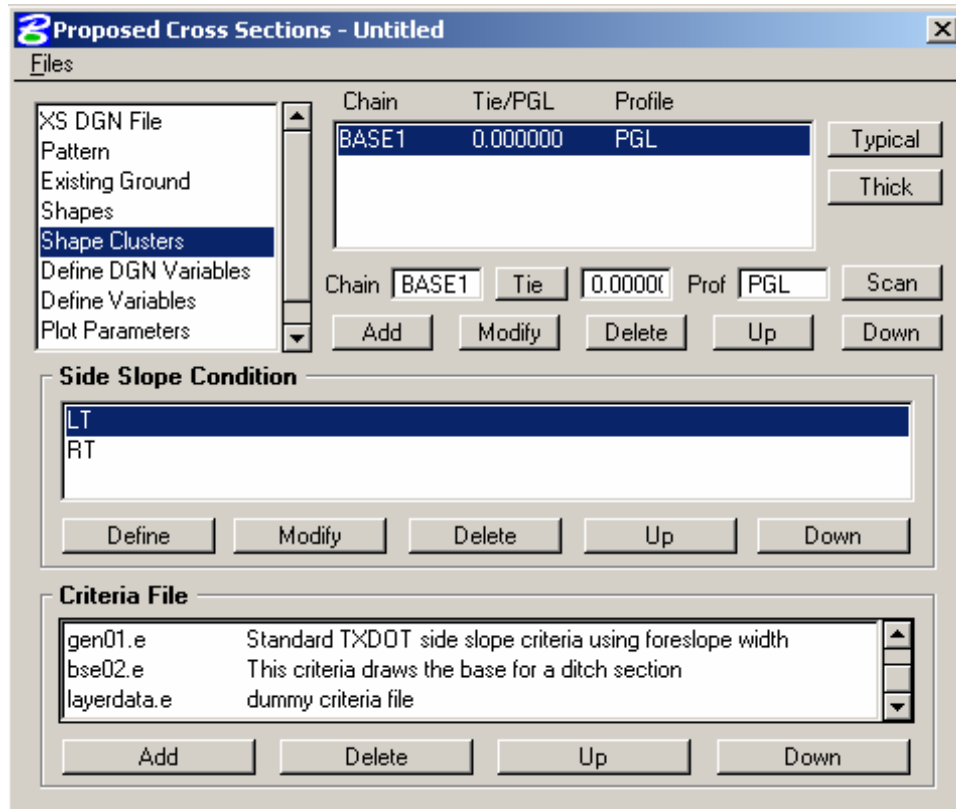 Proposed Cross Sections - Untitled
Files
XS DGN File
Pattern
Existing Ground
Shapes
Shape Clusters
Define DGN Variables
Define Variables
Plot Parameters
Chain Tie/PGL Profile
BASE1 0.000000 PGL
Typical
Thick
Chain BASE1 Tie 0.0000( Prof PGL Scan
Add Modify Delete Up Down
Side Slope Condition
LT
RT
Define Modify Delete Up Down
Criteria File
gen01.e Standard TXDOT side slope criteria using foreslope width
bse02.e This criteria draws the base for a ditch section
layerdata.e dummy criteria file
Add Delete Up Down